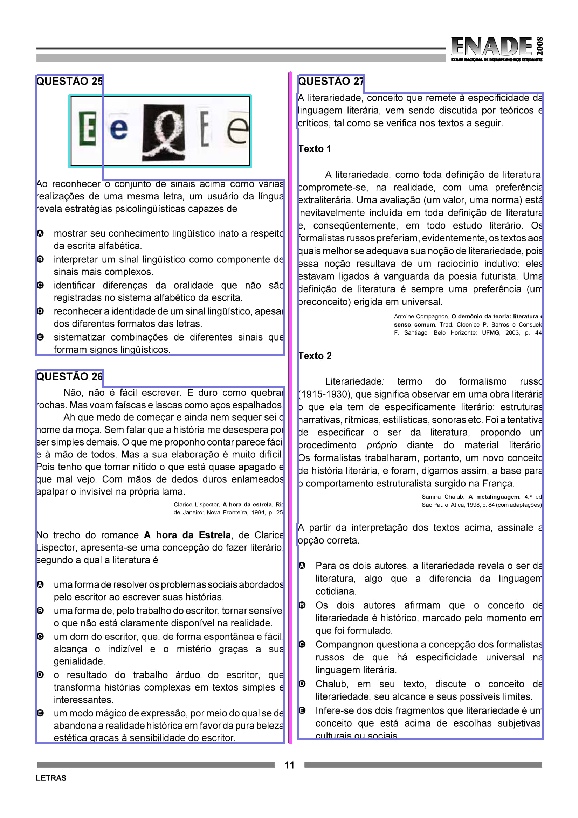 ENADE 2008
EXAME NACIONAL DE DESEMPENHO DOS ESTUDANTES
QUESTÃO 25
E e e E e
Ao reconhecer o conjunto de sinais acima como várias
realizações de uma mesma letra, um usuário da língua
revela estratégias psicolingüísticas capazes de
A mostrar seu conhecimento lingüístico inato a respeito
da escrita alfabética.
B interpretar um sinal lingüístico como componente de
sinais mais complexos.
C identificar diferenças da oralidade que não são
registradas no sistema alfabético da escrita.
D reconhecer a identidade de um sinal lingüístico, apesar
dos diferentes formatos das letras.
E sistematizar combinações de diferentes sinais que
formam signos lingüísticos.
QUESTÃO 26
Não, não é fácil escrever. É duro como quebrar
rochas. Mas voam faíscas e lascas como aços espalhados.
Ah que medo de começar e ainda nem sequer sei o
nome da moça. Sem falar que a história me desespera por
ser simples demais. O que me proponho contar parece fácil
e à mão de todos. Mas a sua elaboração é muito difícil.
Pois tenho que tornar nítido o que está quase apagado e
que mal vejo. Com mãos de dedos duros enlameados
apalpar o invisível na própria lama.
Clarice Lispector. A hora da estrela. Rio
de Janeiro: Nova Fronteira, 1984, p. 25.
No trecho do romance A hora da Estrela, de Clarice
Lispector, apresenta-se uma concepção do fazer literário,
segundo a qual a literatura é
A uma forma de resolver os problemas sociais abordados
pelo escritor ao escrever suas histórias.
B uma forma de, pelo trabalho do escritor, tornar sensível
o que não está claramente disponível na realidade.
C um dom do escritor, que, de forma espontânea e fácil,
alcança o indizível e o mistério graças a sua
genialidade.
D o resultado do trabalho árduo do escritor, que
transforma histórias complexas em textos simples e
interessantes.
E um modo mágico de expressão, por meio do qual se de
abandona a realidade histórica em favor da pura beleza
estética graças à sensibilidade do escritor.
QUESTÃO 27
A literariedade, conceito que remete à especificidade da
linguagem literária, vem sendo discutida por teóricos e
críticos, tal como se verifica nos textos a seguir.
Texto 1
A literariedade, como toda definição de literatura,
compromete-se, na realidade, com uma preferência
extraliterária. Uma avaliação (um valor, uma norma) está
inevitavelmente incluída em toda definição de literatura
e, conseqüentemente, em todo estudo literário. Os
formalistas russos preferiam, evidentemente, os textos aos
quais melhor se adequava sua noção de literariedade, pois
essa noção resultava de um raciocínio indutivo; eles
estavam ligados à vanguarda da poesia futurista. Uma
definição de literatura é sempre uma preferência (um
preconceito) erigida em universal.
Antoine Compagnon. O demônio da teoria: literatura e
senso comum. Trad. Cleonice P. Barros e Consuelo
F. Santiago. Belo Horizonte: UFMG, 2003, p. 44.
Texto 2
Literariedade: termo do formalismo russo
(1915-1930), que significa observar em uma obra literária
o que ela tem de especificamente literário: estruturas
narrativas, rítmicas, estilísticas, sonoras etc. Foi a tentativa
de especificar o ser da literatura, propondo um
procedimento próprio diante do material literário.
Os formalistas trabalharam, portanto, um novo conceito
de história literária, e foram, digamos assim, a base para
o comportamento estruturalista surgido na França.
Samira Chalub. A metalinguagem. 4.ª ed.
São Paulo: Ática, 1998, p. 84 (com adaptações).
A partir da interpretação dos textos acima, assinale a
opção correta.
A Para os dois autores, a literariedade revela o ser da
literatura, algo que a diferencia da linguagem
cotidiana.
B Os dois autores afirmam que o conceito de
literariedade é histórico, marcado pelo momento em
que foi formulado.
C Compangnon questiona a concepção dos formalistas
russos de que há especificidade universal na
linguagem literária.
D Chalub, em seu texto, discute o conceito de
literariedade, seu alcance e seus possíveis limites.
E Infere-se dos dois fragmentos que literariedade é um
conceito que está acima de escolhas subjetivas,
culturais ou sociais.
11
LETRAS